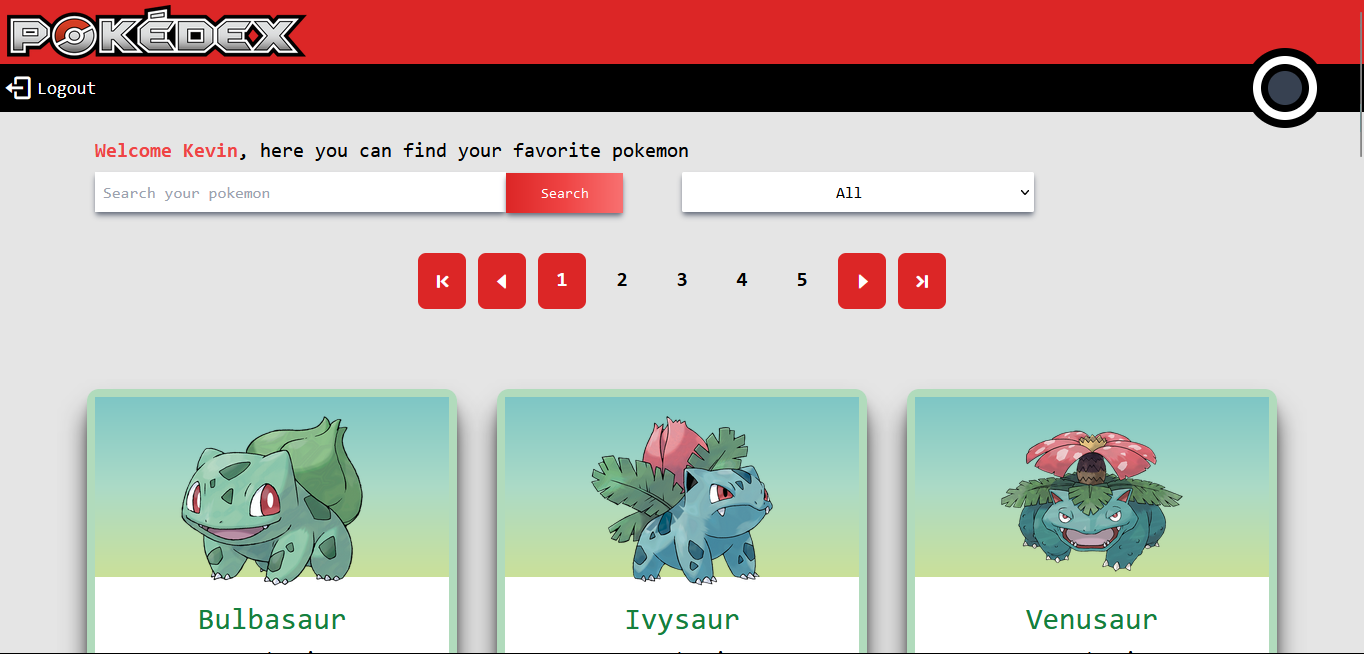 POKÉDEX
Logout
Welcome Kevin, here you can find your favorite pokemon
Search your pokemon Search All
1 2 3 4 5
Bulbasaur Ivysaur Venusaur